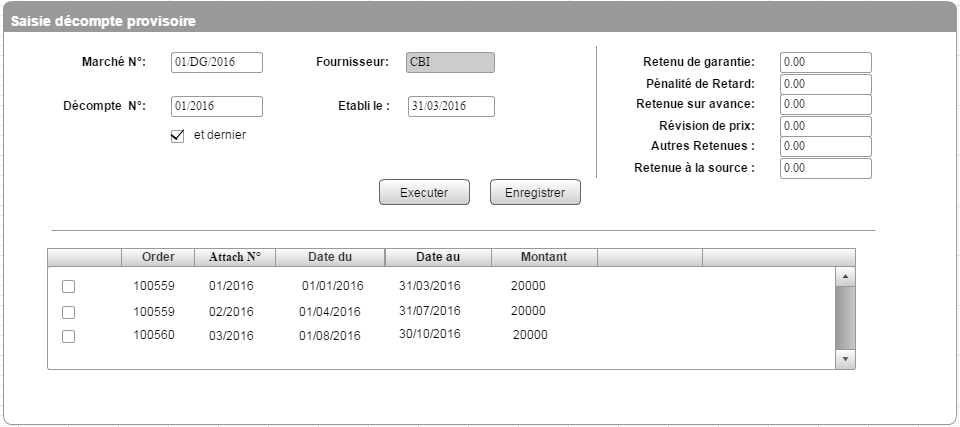 Saisie décompte provisoire
Marché N°: 01/DG/2016 Fournisseur: CBI Retenu de garantie: 0.00
Pénalité de Retard: 0.00
Décompte N°: 01/2016 Etabli le : 31/03/2016 Retenue sur avance: 0.00
Révision de prix: 0.00
et dernier
Autres Retenues : 0.00
Retenue à la source : 0.00
Executer Enregistrer
Order Attach N° Date du Date au Montant
100559 01/2016 01/01/2016 31/03/2016 20000
100559 02/2016 01/04/2016 31/07/2016 20000
100560 03/2016 01/08/2016 30/10/2016 20000